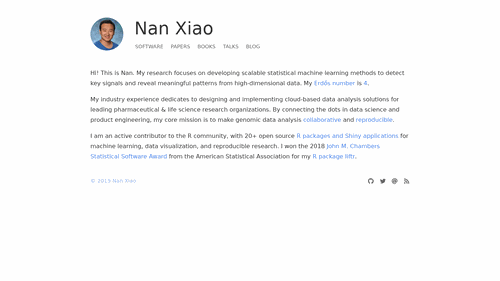 Nan Xiao
SOFTWARE PAPERS BOOKS TALKS BLOG
Hi! This is Nan. My research focuses on developing scalable statistical machine learning methods to detect
key signals and reveal meaningful patterns from high-dimensional data. My Erdős number is 4.
My industry experience dedicates to designing and implementing cloud-based data analysis solutions for
leading pharmaceutical & life science research organizations. By connecting the dots in data science and
product engineering, my core mission is to make genomic data analysis collaborative and reproducible.
I am an active contributor to the R community, with 20+ open source R packages and Shiny applications for
machine learning, data visualization, and reproducible research. I won the 2018 John M. Chambers
Statistical Software Award from the American Statistical Association for my R package liftr.
© 2019 Nan Xiao